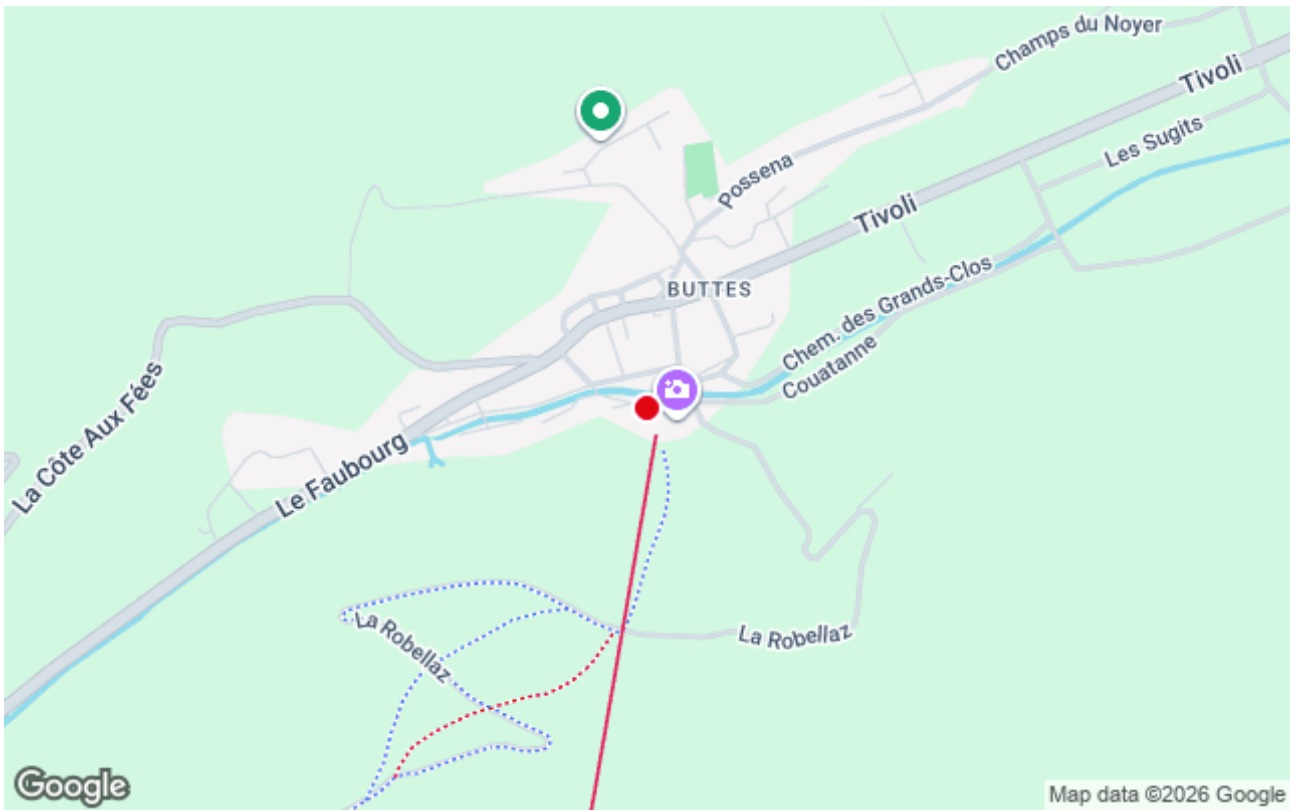 Champs du Noyer
Tivoli
Les Sugits
Possena
Tivoli
BUTTES
Chem. des Grands-Clos
Couatanne
La Côte Aux Fées
Le Faubourg
La Robellaz
La Robellaz
Google
Map data ©2026 Google